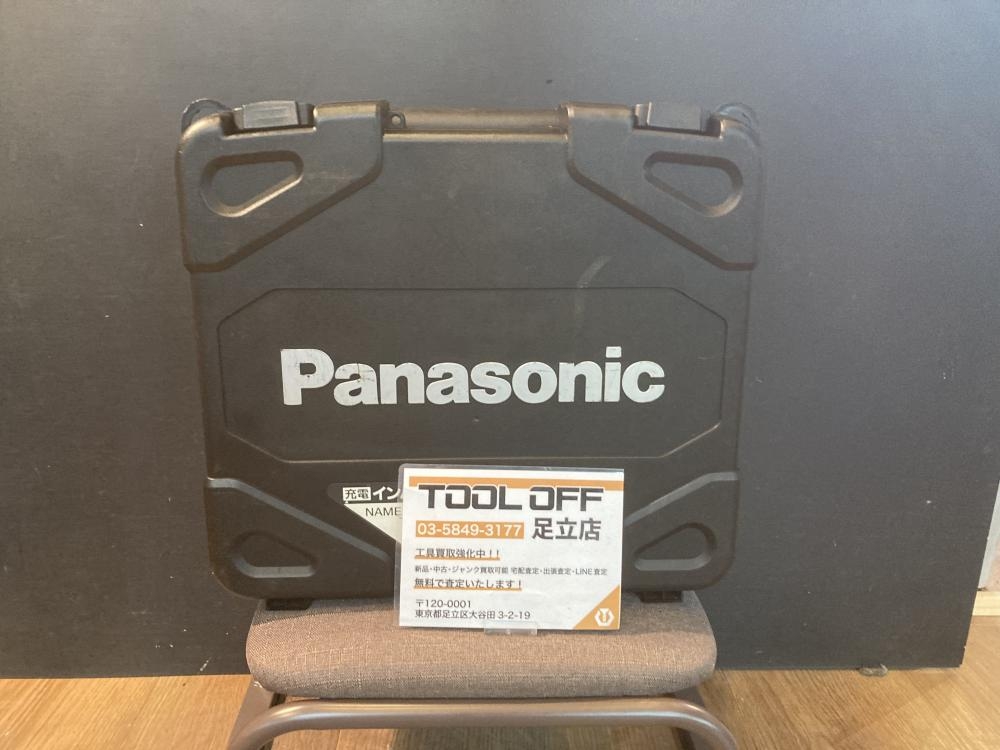 Panasonic
充電イン
NAME
TOOL OFF
03-5849-3177 足立店
工具買取強化中！！
新品・中古・ジャンク買取可能 宅配査定・出張査定・LINE査定
無料で査定いたします！
〒120-0001
東京都足立区大谷田3-2-19